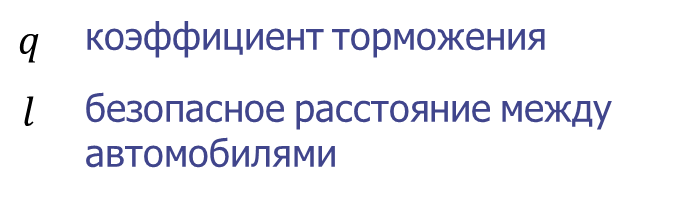 q коэффициент торможения
l безопасное расстояние между
автомобилями